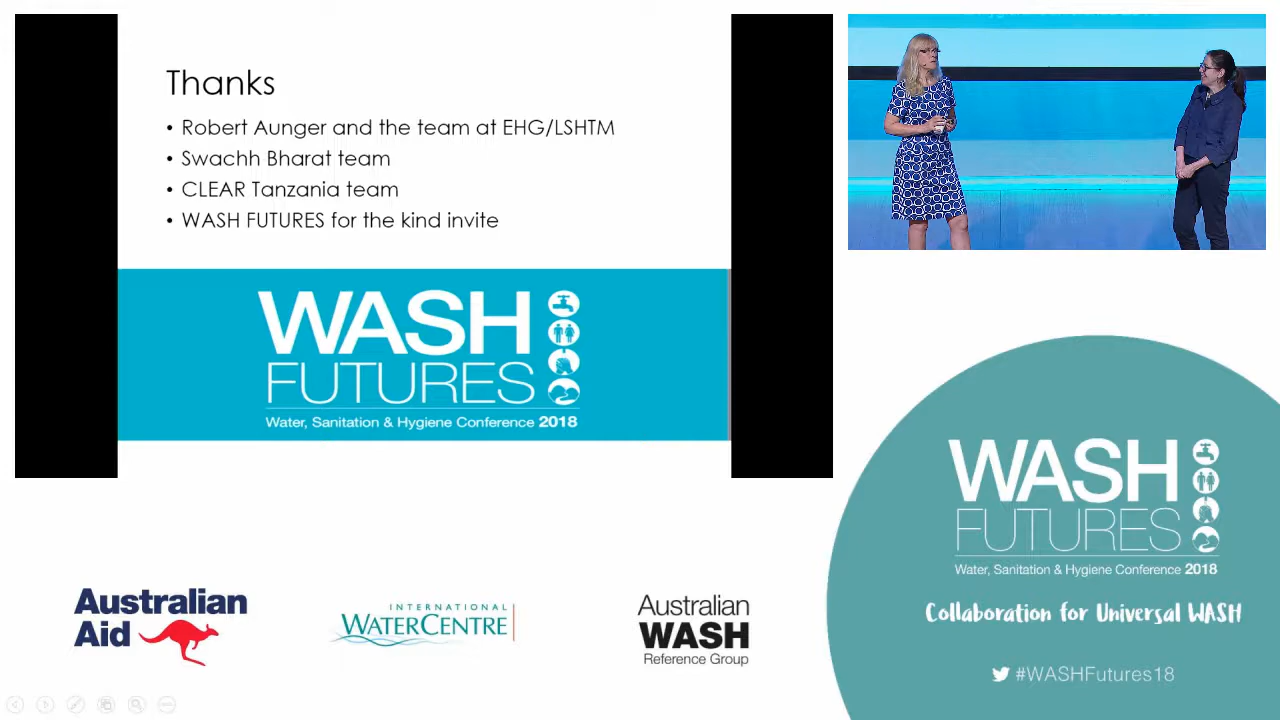 Thanks
• Robert Aunger and the team at EHG/LSHTM
• Swachh Bharat team
• CLEAR Tanzania team
• WASH FUTURES for the kind invite
WASH
FUTURES
Water, Sanitation & Hygiene Conference 2018
WASH
FUTURES
Water, Sanitation & Hygiene Conference 2018
Collaboration for Universal WASH
#WASHFutures18
Australian
Aid
INTERNATIONAL
WATERCENTRE
Australian
WASH
Reference Group